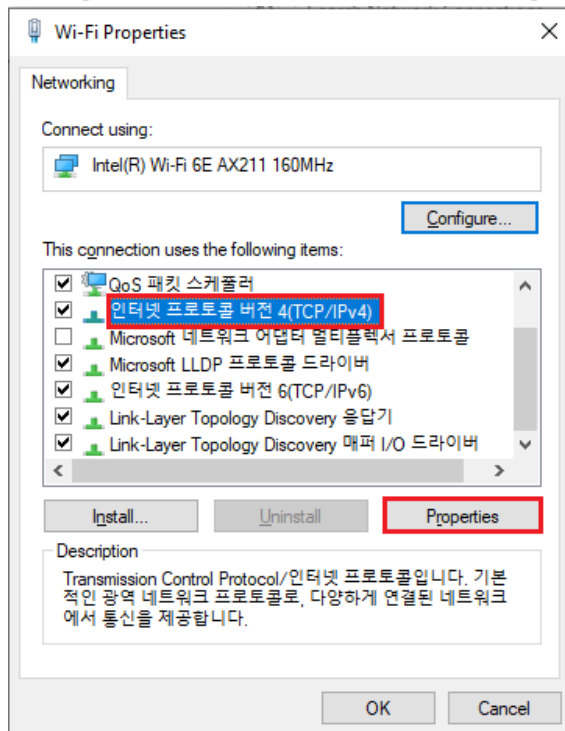 Wi-Fi Properties
Networking
Connect using:
Intel(R) Wi-Fi 6E AX211 160MHz
Configure...
This connection uses the following items:
QoS 패킷 스케줄러
인터넷 프로토콜 버전 4(TCP/IPv4)
Microsoft 네트워크 어댑터 멀티플렉서 프로토콜
Microsoft LLDP 프로토콜 드라이버
인터넷 프로토콜 버전 6(TCP/IPv6)
Link-Layer Topology Discovery 응답기
Link-Layer Topology Discovery 매퍼 I/O 드라이버
Install...
Uninstall
Properties
Description
Transmission Control Protocol/인터넷 프로토콜입니다. 기본
적인 광역 네트워크 프로토콜로, 다양하게 연결된 네트워크
에서 통신을 제공합니다.
OK
Cancel